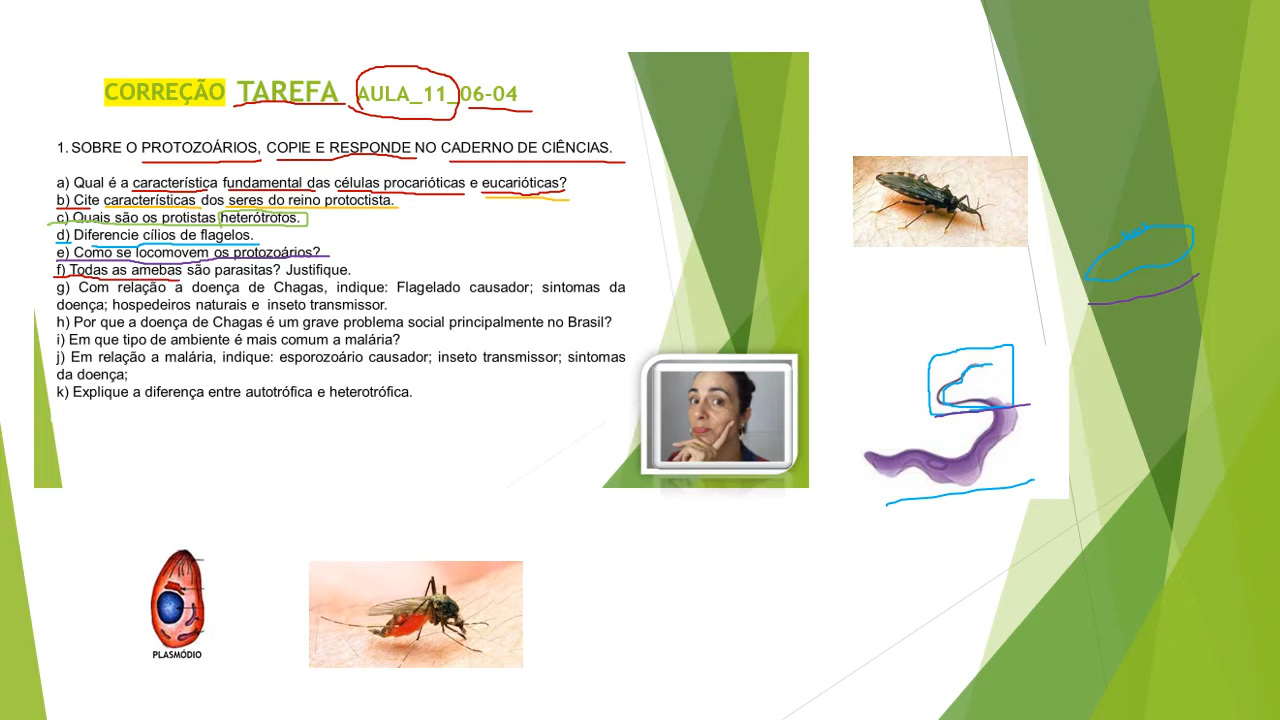 CORREÇÃO TAREFA AULA_11_06-04
1. SOBRE O PROTOZOÁRIOS, COPIE E RESPONDE NO CADERNO DE CIÊNCIAS.
a) Qual é a característica fundamental das células procarióticas e eucarióticas?
b) Cite características dos seres do reino protoctista.
c) Quais são os protistas heterótrofos.
d) Diferencie cílios de flagelos.
e) Como se locomovem os protozoários?
f) Todas as amebas são parasitas? Justifique.
g) Com relação a doença de Chagas, indique: Flagelado causador; sintomas da
doença; hospedeiros naturais e inseto transmissor.
h) Por que a doença de Chagas é um grave problema social principalmente no Brasil?
i) Em que tipo de ambiente é mais comum a malária?
j) Em relação a malária, indique: esporozoário causador; inseto transmissor; sintomas
da doença;
k) Explique a diferença entre autotrófica e heterotrófica.
PLASMÓDIO